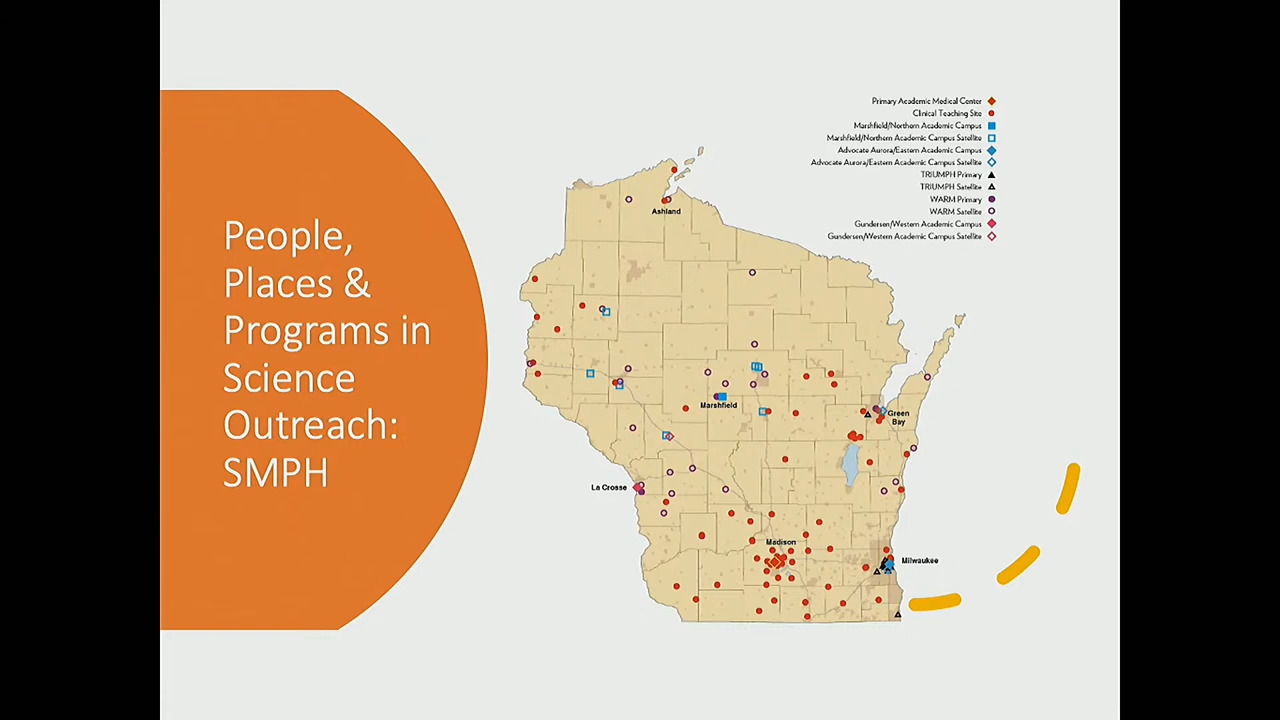 People,
Places &
Programs in
Science
Outreach:
SMPH
Primary Academic Medical Center
Clinical Teaching Site
Marshfield/Northern Academic Campus
Marshfield/Northern Academic Campus Satellite
Advocate Aurora/Eastern Academic Campus
Advocate Aurora/Eastern Academic Campus Satellite
TRIUMPH Primary
TRIUMPH Satellite
WARM Primary
WARM Satellite
Gundersen/Western Academic Campus
Gundersen/Western Academic Campus Satellite
Ashland
Marshfield
Green
Bay
La Crosse
Madison
Milwaukee